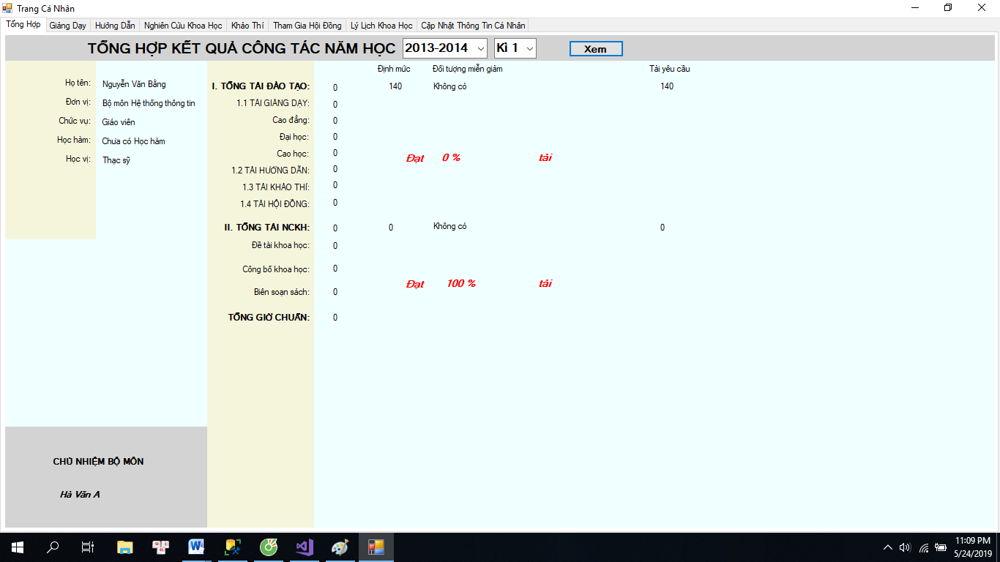 Trang Cá Nhân
Tổng Hợp Giảng Dạy Hướng Dẫn Nghiên Cứu Khoa Học Khảo Thí Tham Gia Hội Đồng Lý Lịch Khoa Học Cập Nhật Thông Tin Cá Nhân
TỔNG HỢP KẾT QUẢ CÔNG TÁC NĂM HỌC 2013-2014 Kì 1 Xem
Định mức Đối tượng miễn giảm Tải yêu cầu
Họ tên: Nguyễn Văn Bằng
Đơn vị: Bộ môn Hệ thống thông tin
Chức vụ: Giáo viên
Học hàm: Chưa có Học hàm
Học vị: Thạc sỹ
I. TỔNG TẢI ĐÀO TẠO: 0 140 Không có 140
1.1 TẢI GIẢNG DẠY: 0
Cao đẳng: 0
Đại học: 0
Cao học: 0
Đạt 0 % tải
1.2 TẢI HƯỚNG DẪN: 0
1.3 TẢI KHẢO THÍ: 0
1.4 TẢI HỘI ĐỒNG: 0
II. TỔNG TẢI NCKH: 0 0 Không có 0
Đề tài khoa học: 0
Công bố khoa học: 0
Đạt 100 % tải
Biên soạn sách: 0
TỔNG GIỜ CHUẨN: 0
CHỦ NHIỆM BỘ MÔN
Hà Văn A
11:09 PM
5/24/2019